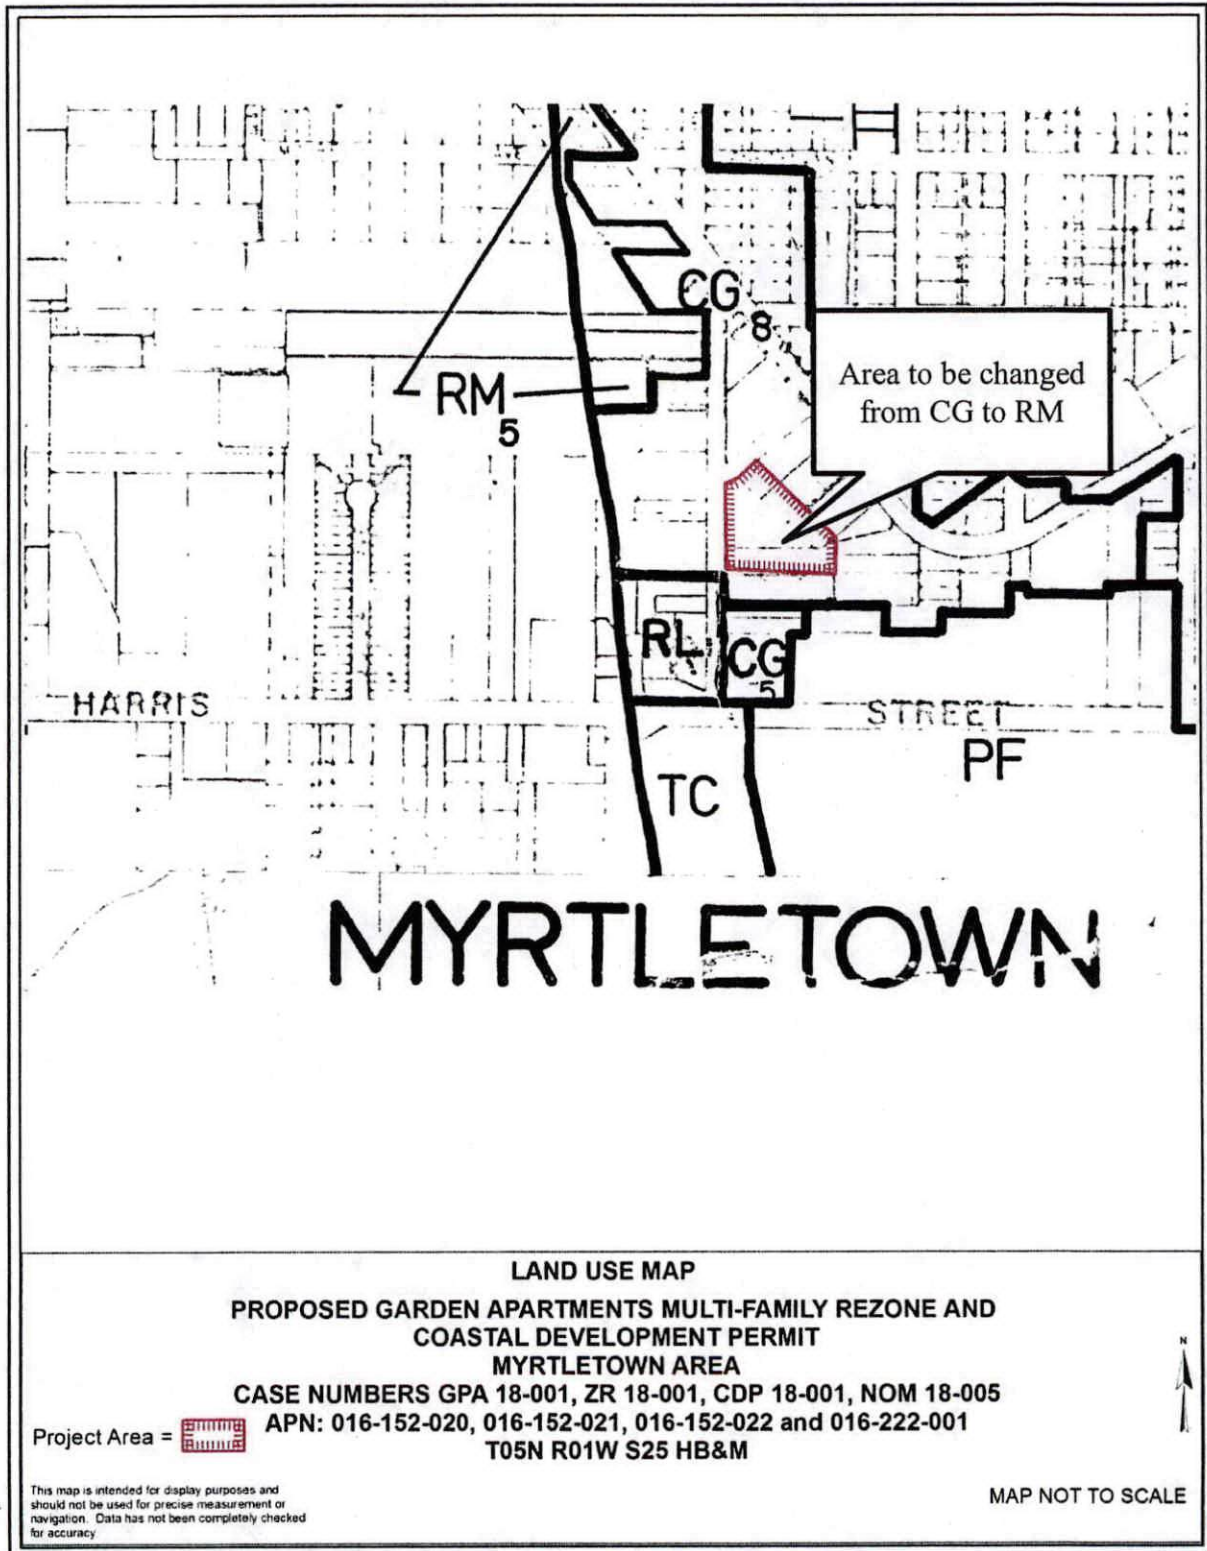 CG
8
Area to be changed
from CG to RM
RM
5
RL
CG
5
HARRIS
STREET
PF
TC
MYRTLETOWN
LAND USE MAP
PROPOSED GARDEN APARTMENTS MULTI-FAMILY REZONE AND
COASTAL DEVELOPMENT PERMIT
MYRTLETOWN AREA
CASE NUMBERS GPA 18-001, ZR 18-001, CDP 18-001, NOM 18-005
APN: 016-152-020, 016-152-021, 016-152-022 and 016-222-001
T05N R01W S25 HB&M
N
Project Area =
This map is intended for display purposes and
should not be used for precise measurement or
navigation. Data has not been completely checked
for accuracy
MAP NOT TO SCALE